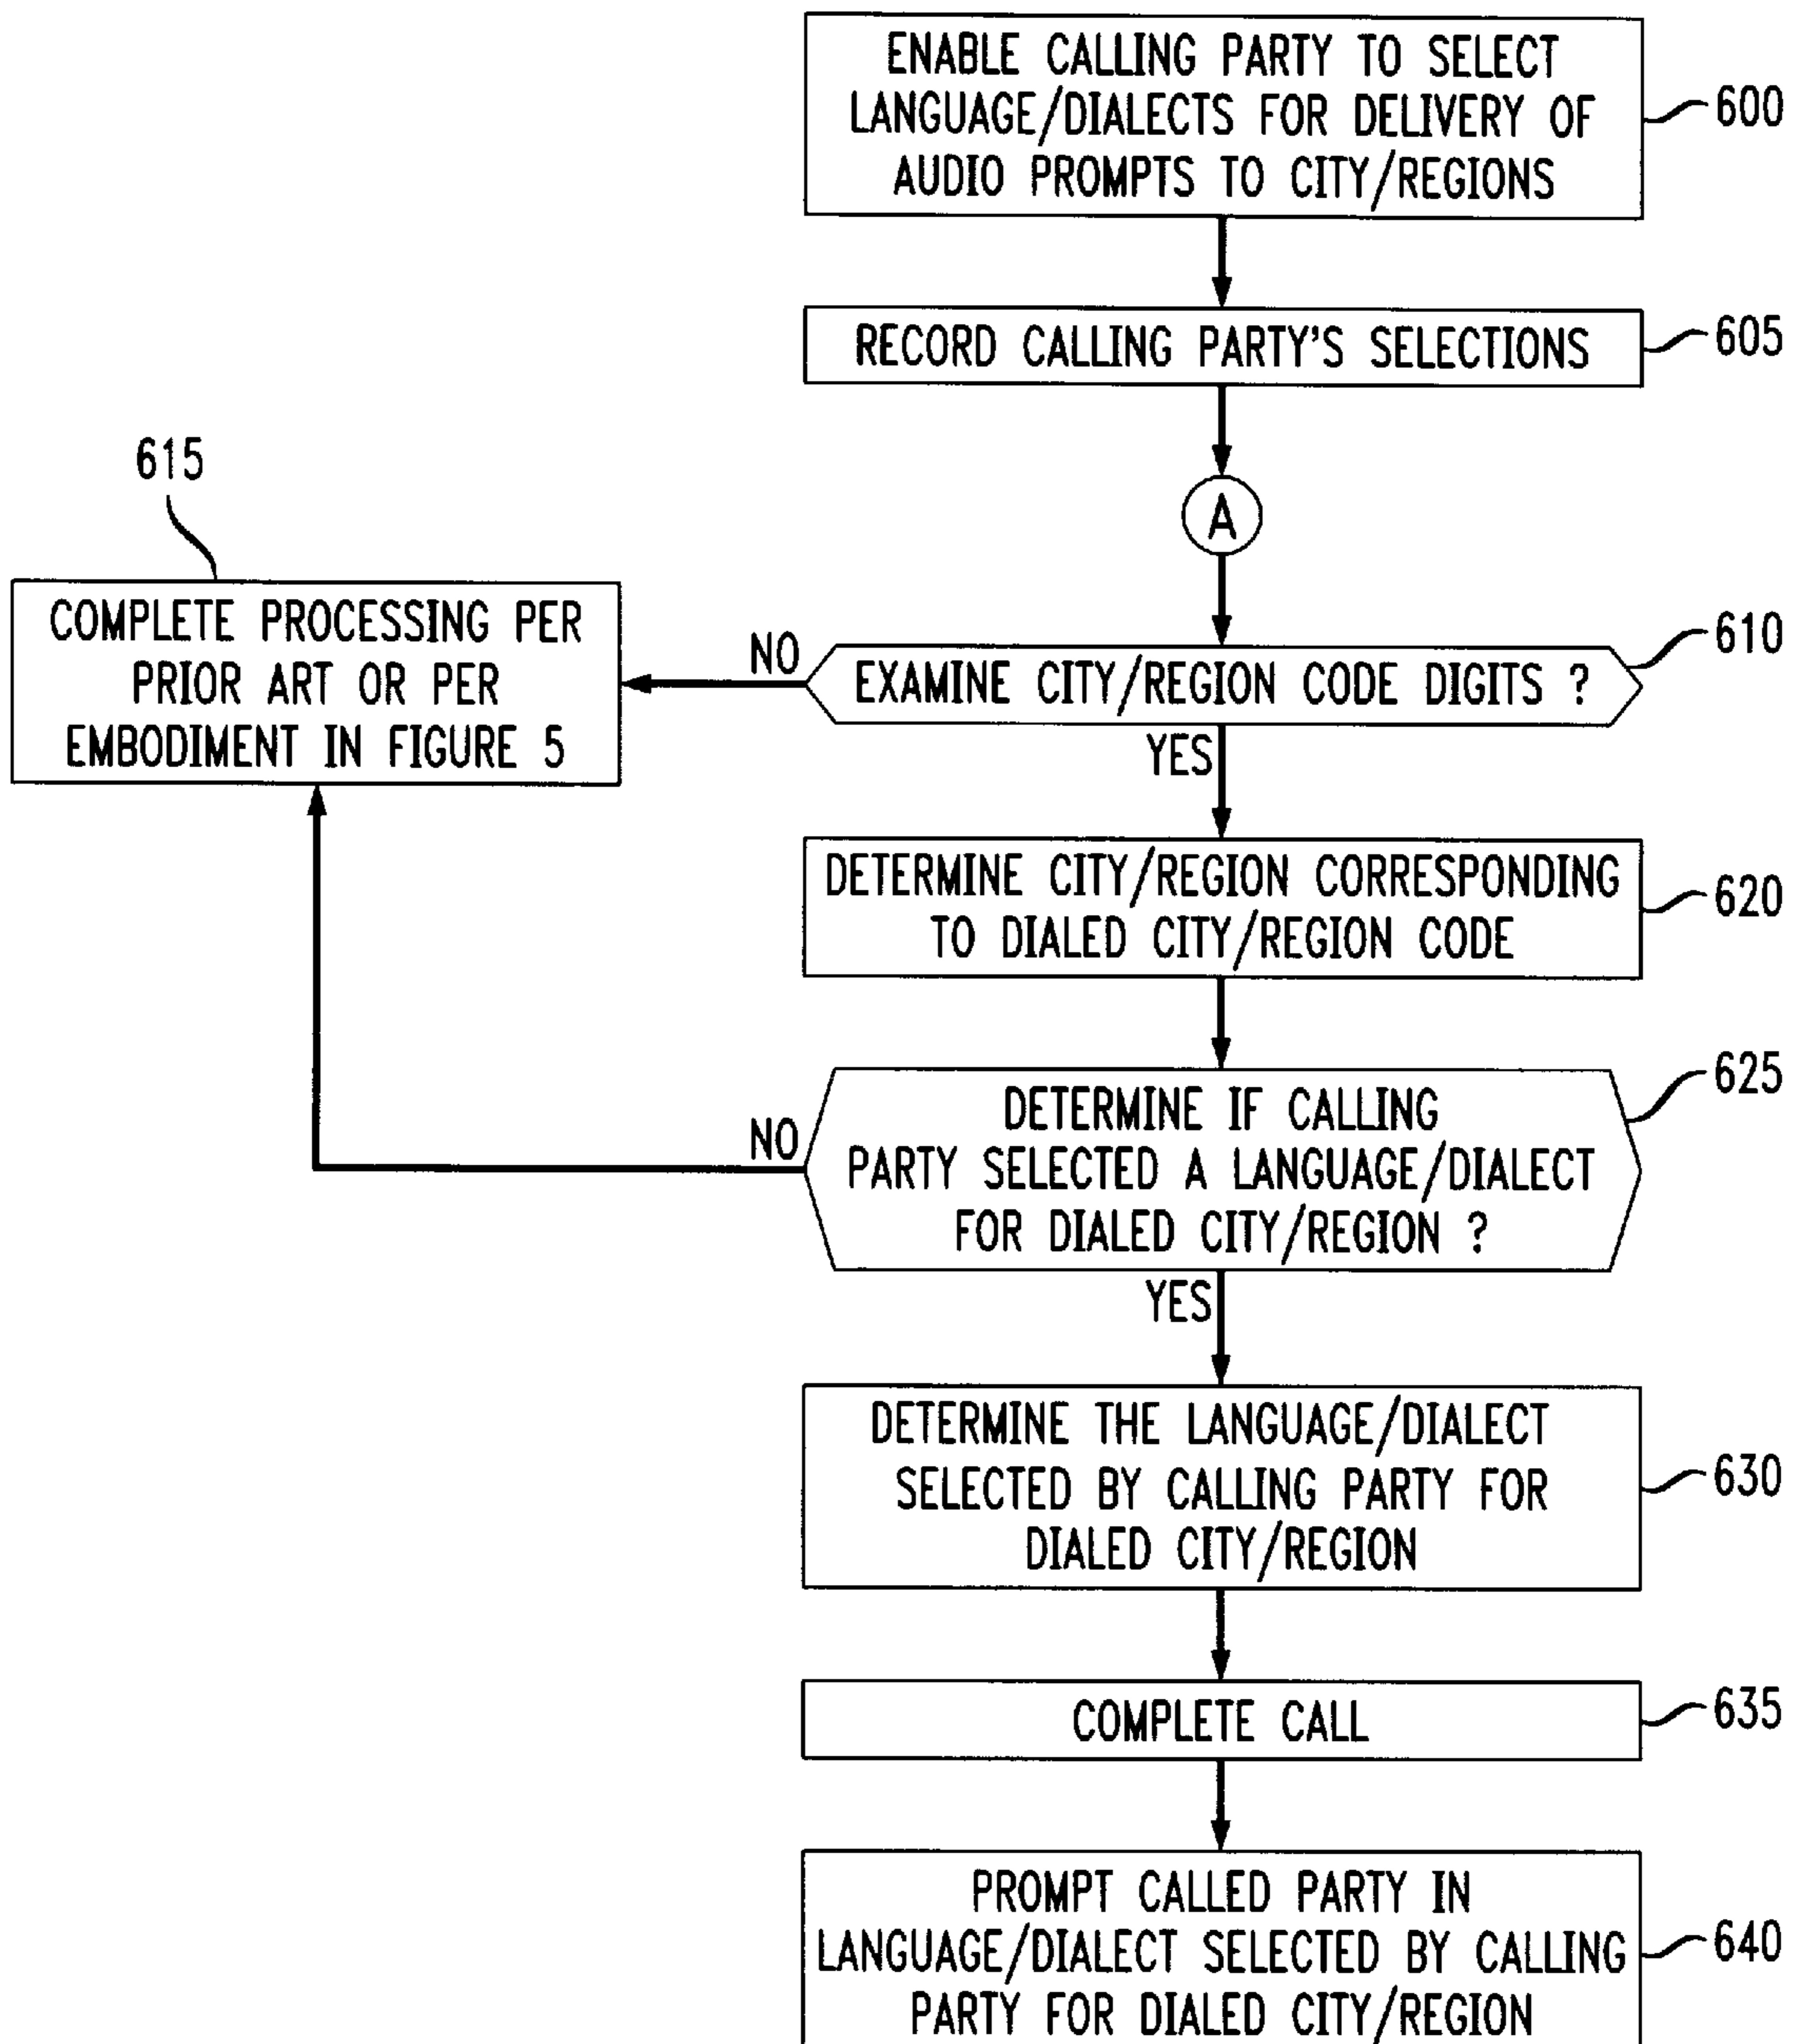 ENABLE CALLING PARTY TO SELECT
LANGUAGE/DIALECTS FOR DELIVERY OF
AUDIO PROMPTS TO CITY/REGIONS
600
RECORD CALLING PARTY'S SELECTIONS
605
A
615
COMPLETE PROCESSING PER
PRIOR ART OR PER
EMBODIMENT IN FIGURE 5
NO
EXAMINE CITY/REGION CODE DIGITS ?
610
YES
DETERMINE CITY/REGION CORRESPONDING
TO DIALED CITY/REGION CODE
620
NO
DETERMINE IF CALLING
PARTY SELECTED A LANGUAGE/DIALECT
FOR DIALED CITY/REGION ?
625
YES
DETERMINE THE LANGUAGE/DIALECT
SELECTED BY CALLING PARTY FOR
DIALED CITY/REGION
630
COMPLETE CALL
635
PROMPT CALLED PARTY IN
LANGUAGE/DIALECT SELECTED BY CALLING
PARTY FOR DIALED CITY/REGION
640